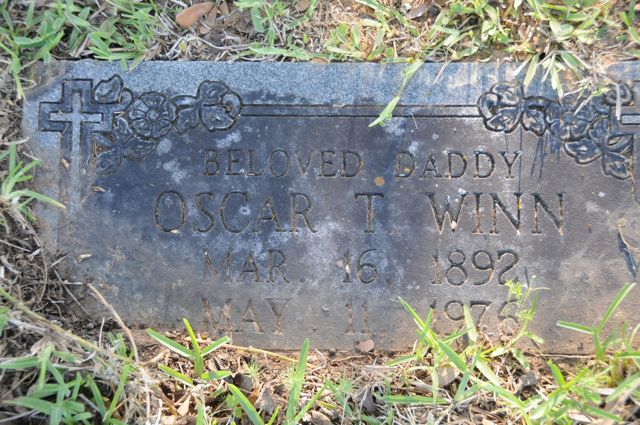 BELOVED DADDY
OSCAR T WINN
MAR. 16, 1892
MAY. 11,